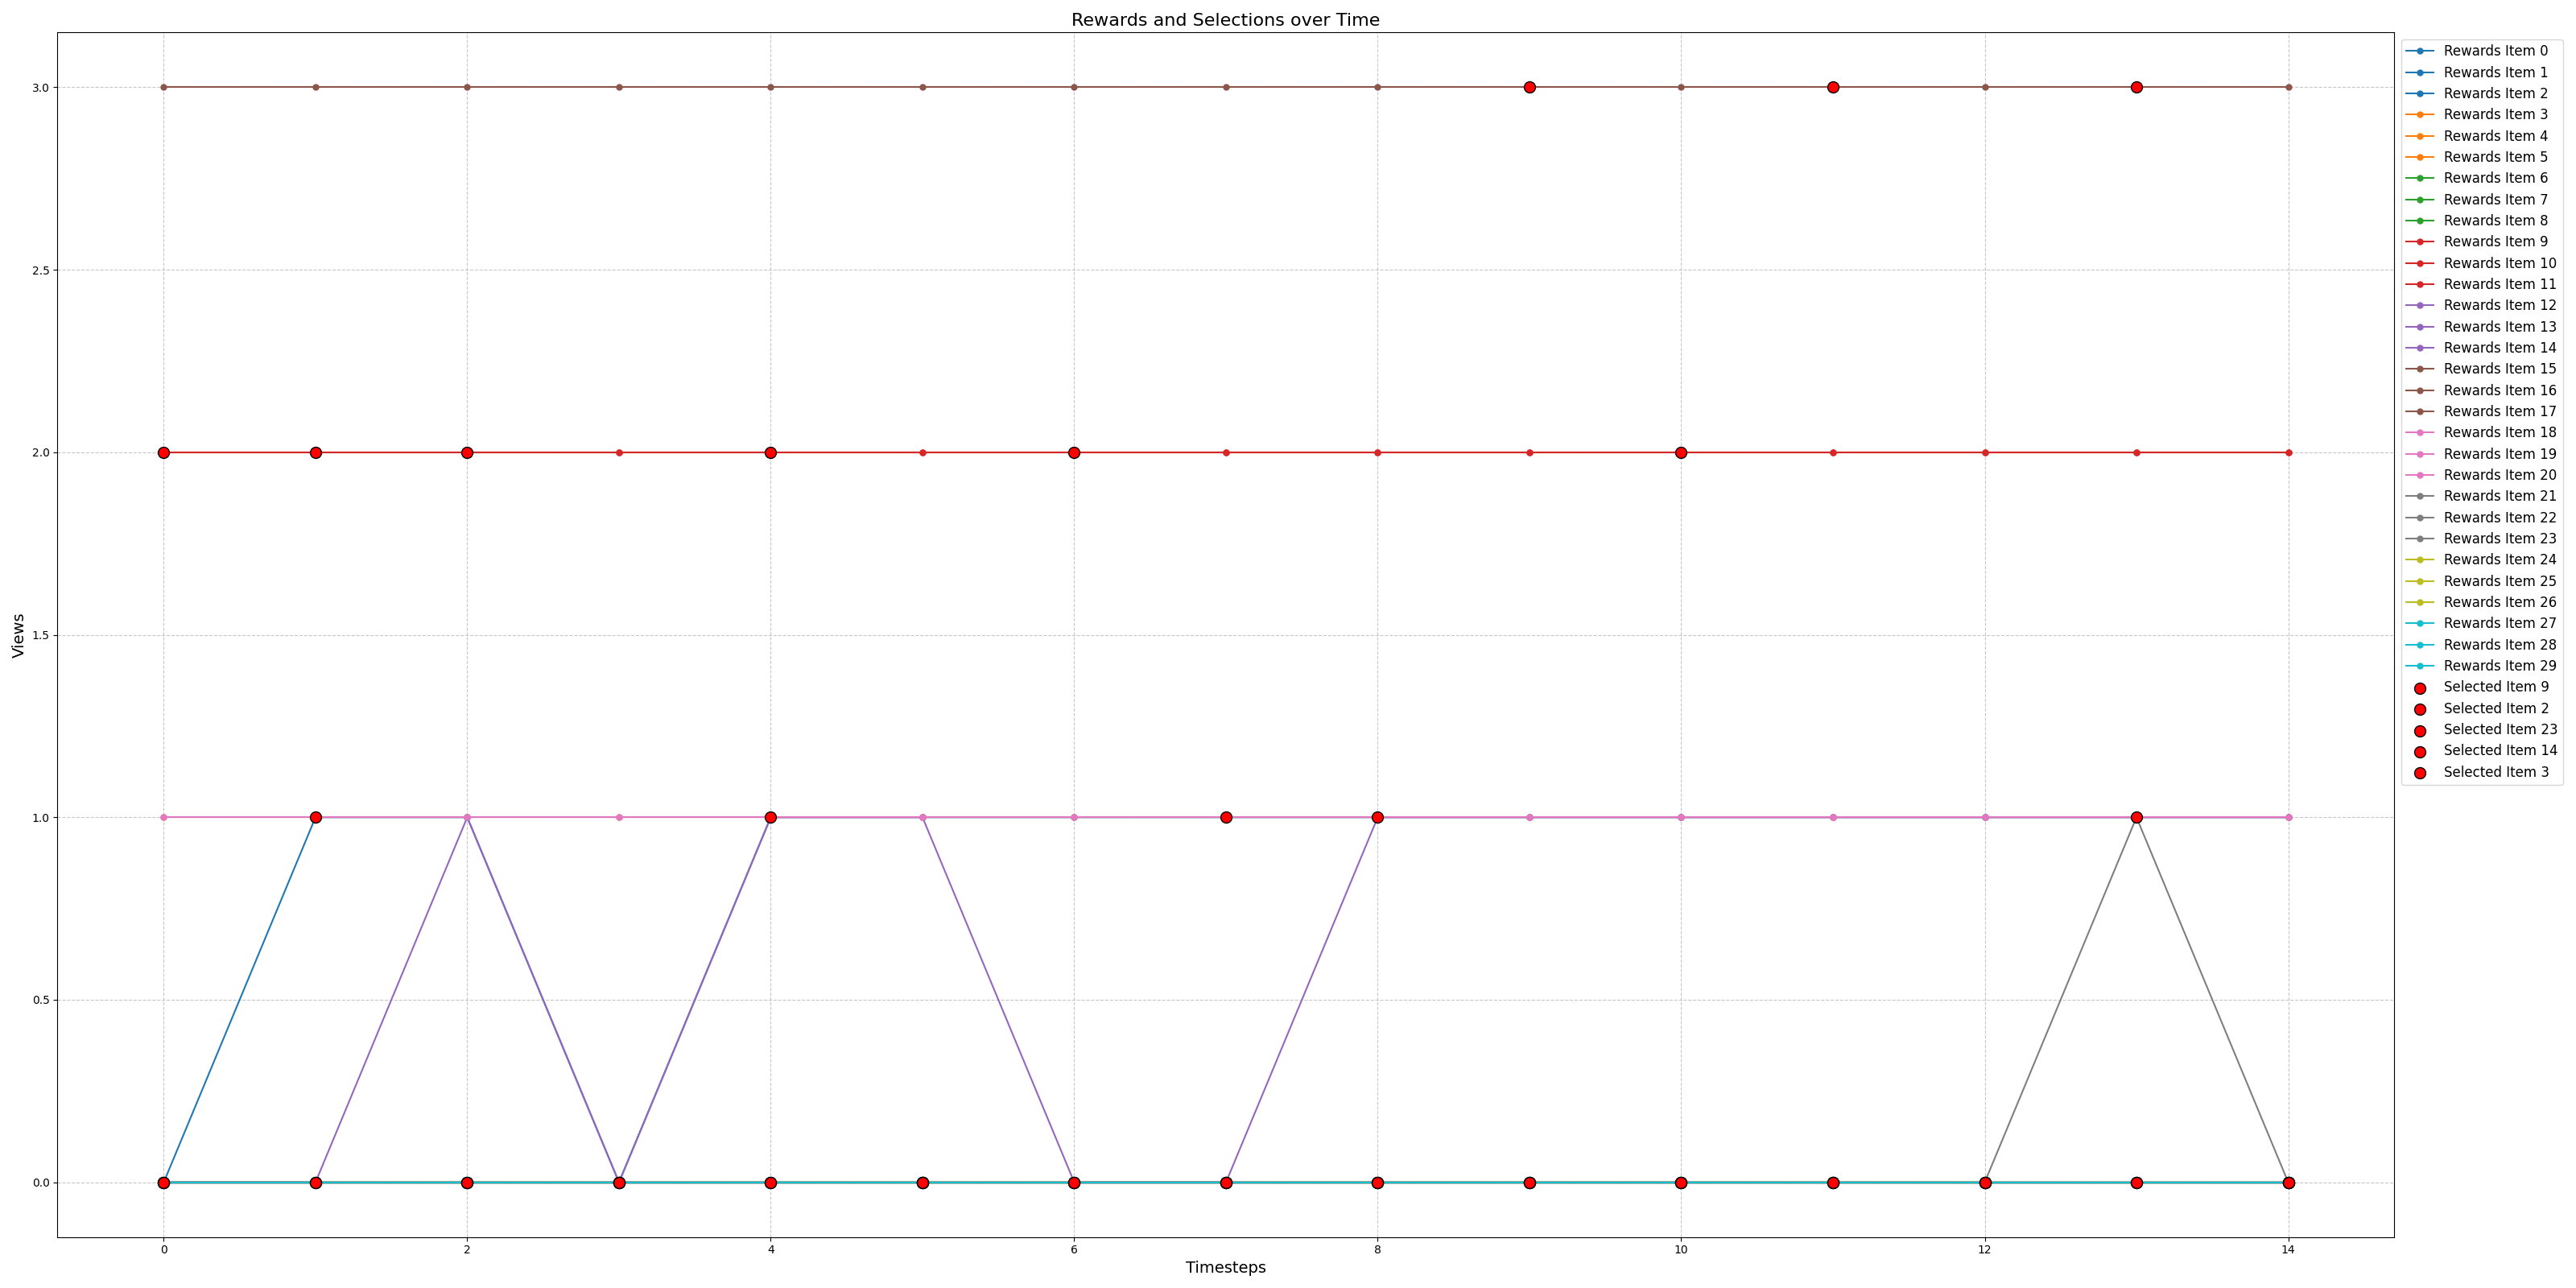 Rewards and Selections over Time
3.0
2.5
2.0
1.5
1.0
0.5
0.0
Views
0
2
4
6
8
10
12
14
Timesteps
Rewards Item 0
Rewards Item 1
Rewards Item 2
Rewards Item 3
Rewards Item 4
Rewards Item 5
Rewards Item 6
Rewards Item 7
Rewards Item 8
Rewards Item 9
Rewards Item 10
Rewards Item 11
Rewards Item 12
Rewards Item 13
Rewards Item 14
Rewards Item 15
Rewards Item 16
Rewards Item 17
Rewards Item 18
Rewards Item 19
Rewards Item 20
Rewards Item 21
Rewards Item 22
Rewards Item 23
Rewards Item 24
Rewards Item 25
Rewards Item 26
Rewards Item 27
Rewards Item 28
Rewards Item 29
Selected Item 9
Selected Item 2
Selected Item 23
Selected Item 14
Selected Item 3